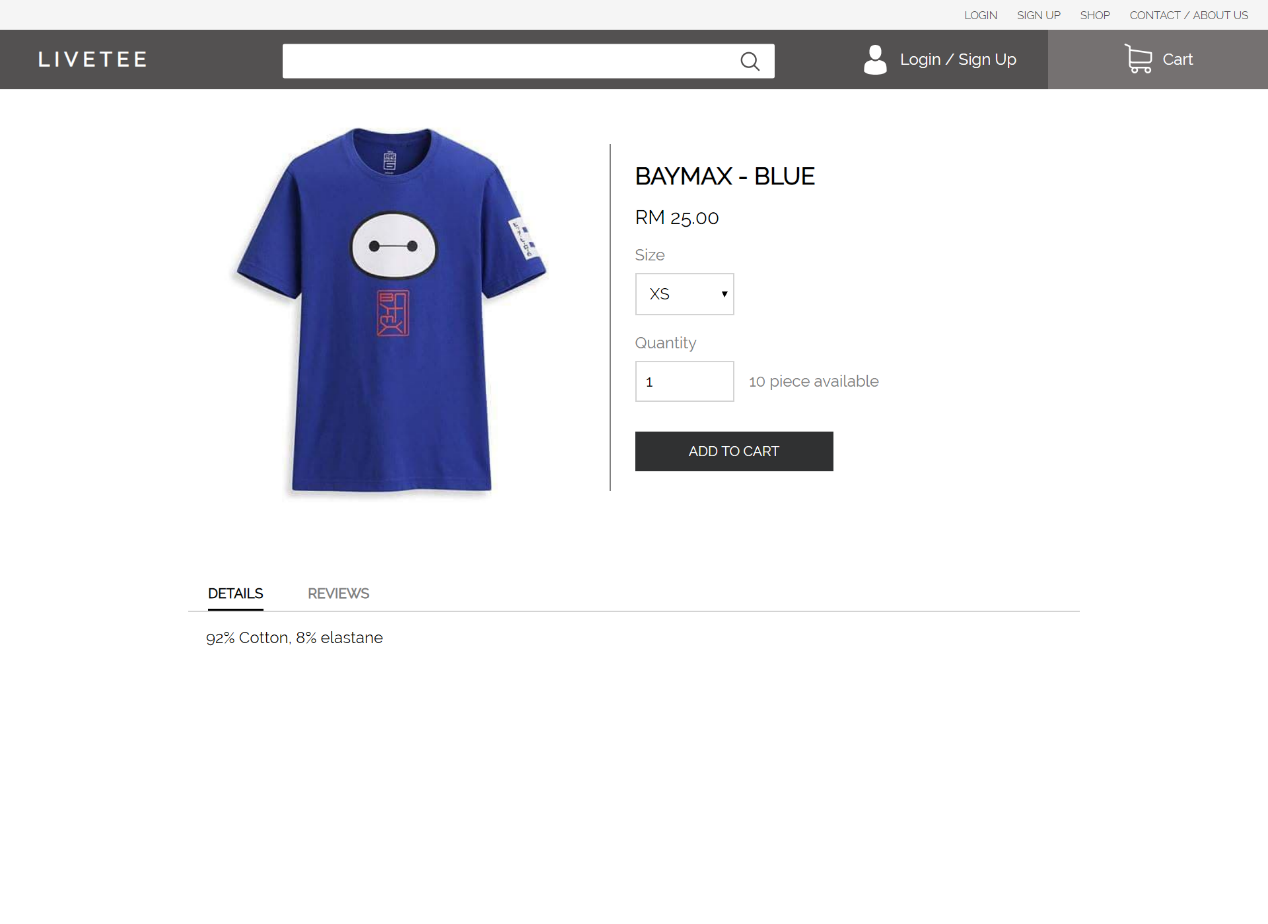 LOGIN SIGN UP SHOP CONTACT / ABOUT US
LIVETEE
Login / Sign Up
Cart
BAYMAX - BLUE
RM 25.00
Size
XS
Quantity
1
10 piece available
ADD TO CART
DETAILS REVIEWS
92% Cotton, 8% elastane